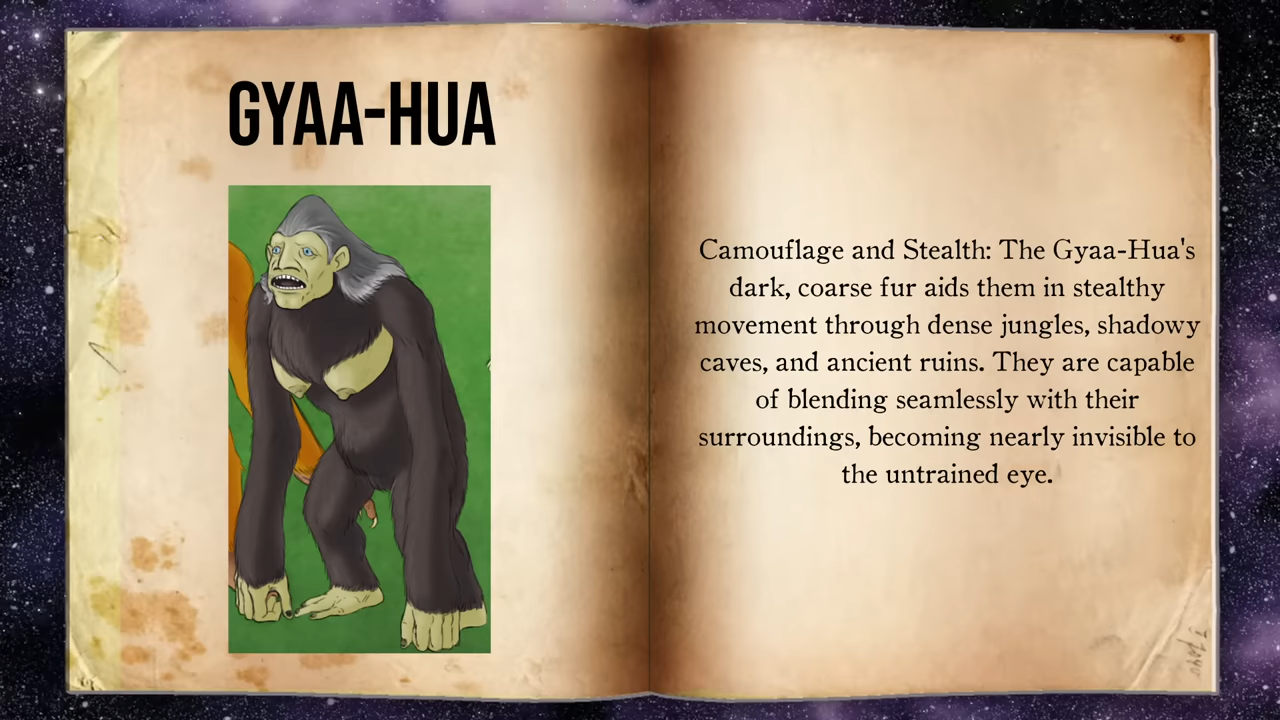 GYAA-HUA
Camouflage and Stealth: The Gyaa-Hua's
dark, coarse fur aids them in stealthy
movement through dense jungles, shadowy
caves, and ancient ruins. They are capable
of blending seamlessly with their
surroundings, becoming nearly invisible to
the untrained eye.